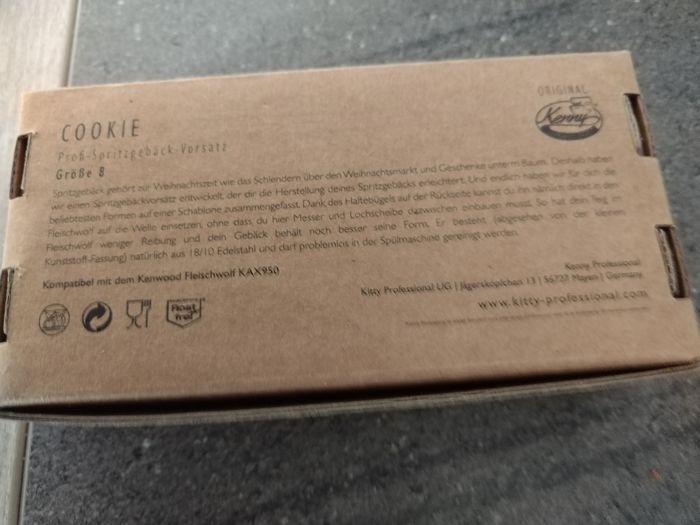 ORIGINAL
Kenny
COOKIE
Profi-Spritzgebäck-Vorsatz
Größe 8
Spritzgebäck gehört zur Weihnachtszeit wie das Schlendern über den Weihnachtsmarkt und Geschenke unterm Baum. Deshalb haben
wir einen Spritzgebäckvorsatz entwickelt, der dir die Herstellung deines Spritzgebäcks erleichtert. Und endlich haben wir für dich die
beliebtesten Formen auf einer Schablone zusammengefasst. Dank des Haltebügels auf der Rückseite kannst du ihn nämlich direkt in den
Fleischwolf auf die Welle einsetzen, ohne dass du hier Messer und Lochscheibe dazwischen einbauen musst. So hat dein Teig im
Fleischwolf weniger Reibung und dein Gebäck behält noch besser seine Form. Er besteht (abgesehen von der kleinen
Kunststoff-Fassung) natürlich aus 18/10 Edelstahl und darf problemlos in der Spülmaschine gereinigt werden.
Kompatibel mit dem Kenwood Fleischwolf KAX950
Kenny Professional
Kitty Professional UG | Jägersköpfchen 13 | 56727 Mayen | Germany
www.kitty-professional.com
Rost
frei